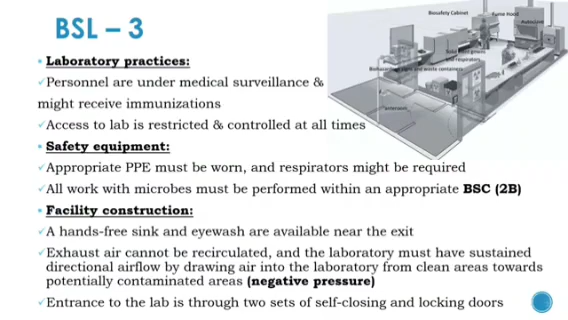 BSL – 3
Biosafety Cabinet
Fume Hood
Autoclave
and respirators
▪ Laboratory practices:
✓Personnel are under medical surveillance &
might receive immunizations
✓Access to lab is restricted & controlled at all times
▪ Safety equipment:
✓Appropriate PPE must be worn, and respirators might be required
✓All work with microbes must be performed within an appropriate BSC (2B)
▪ Facility construction:
✓A hands-free sink and eyewash are available near the exit
✓Exhaust air cannot be recirculated, and the laboratory must have sustained
directional airflow by drawing air into the laboratory from clean areas towards
potentially contaminated areas (negative pressure)
✓Entrance to the lab is through two sets of self-closing and locking doors